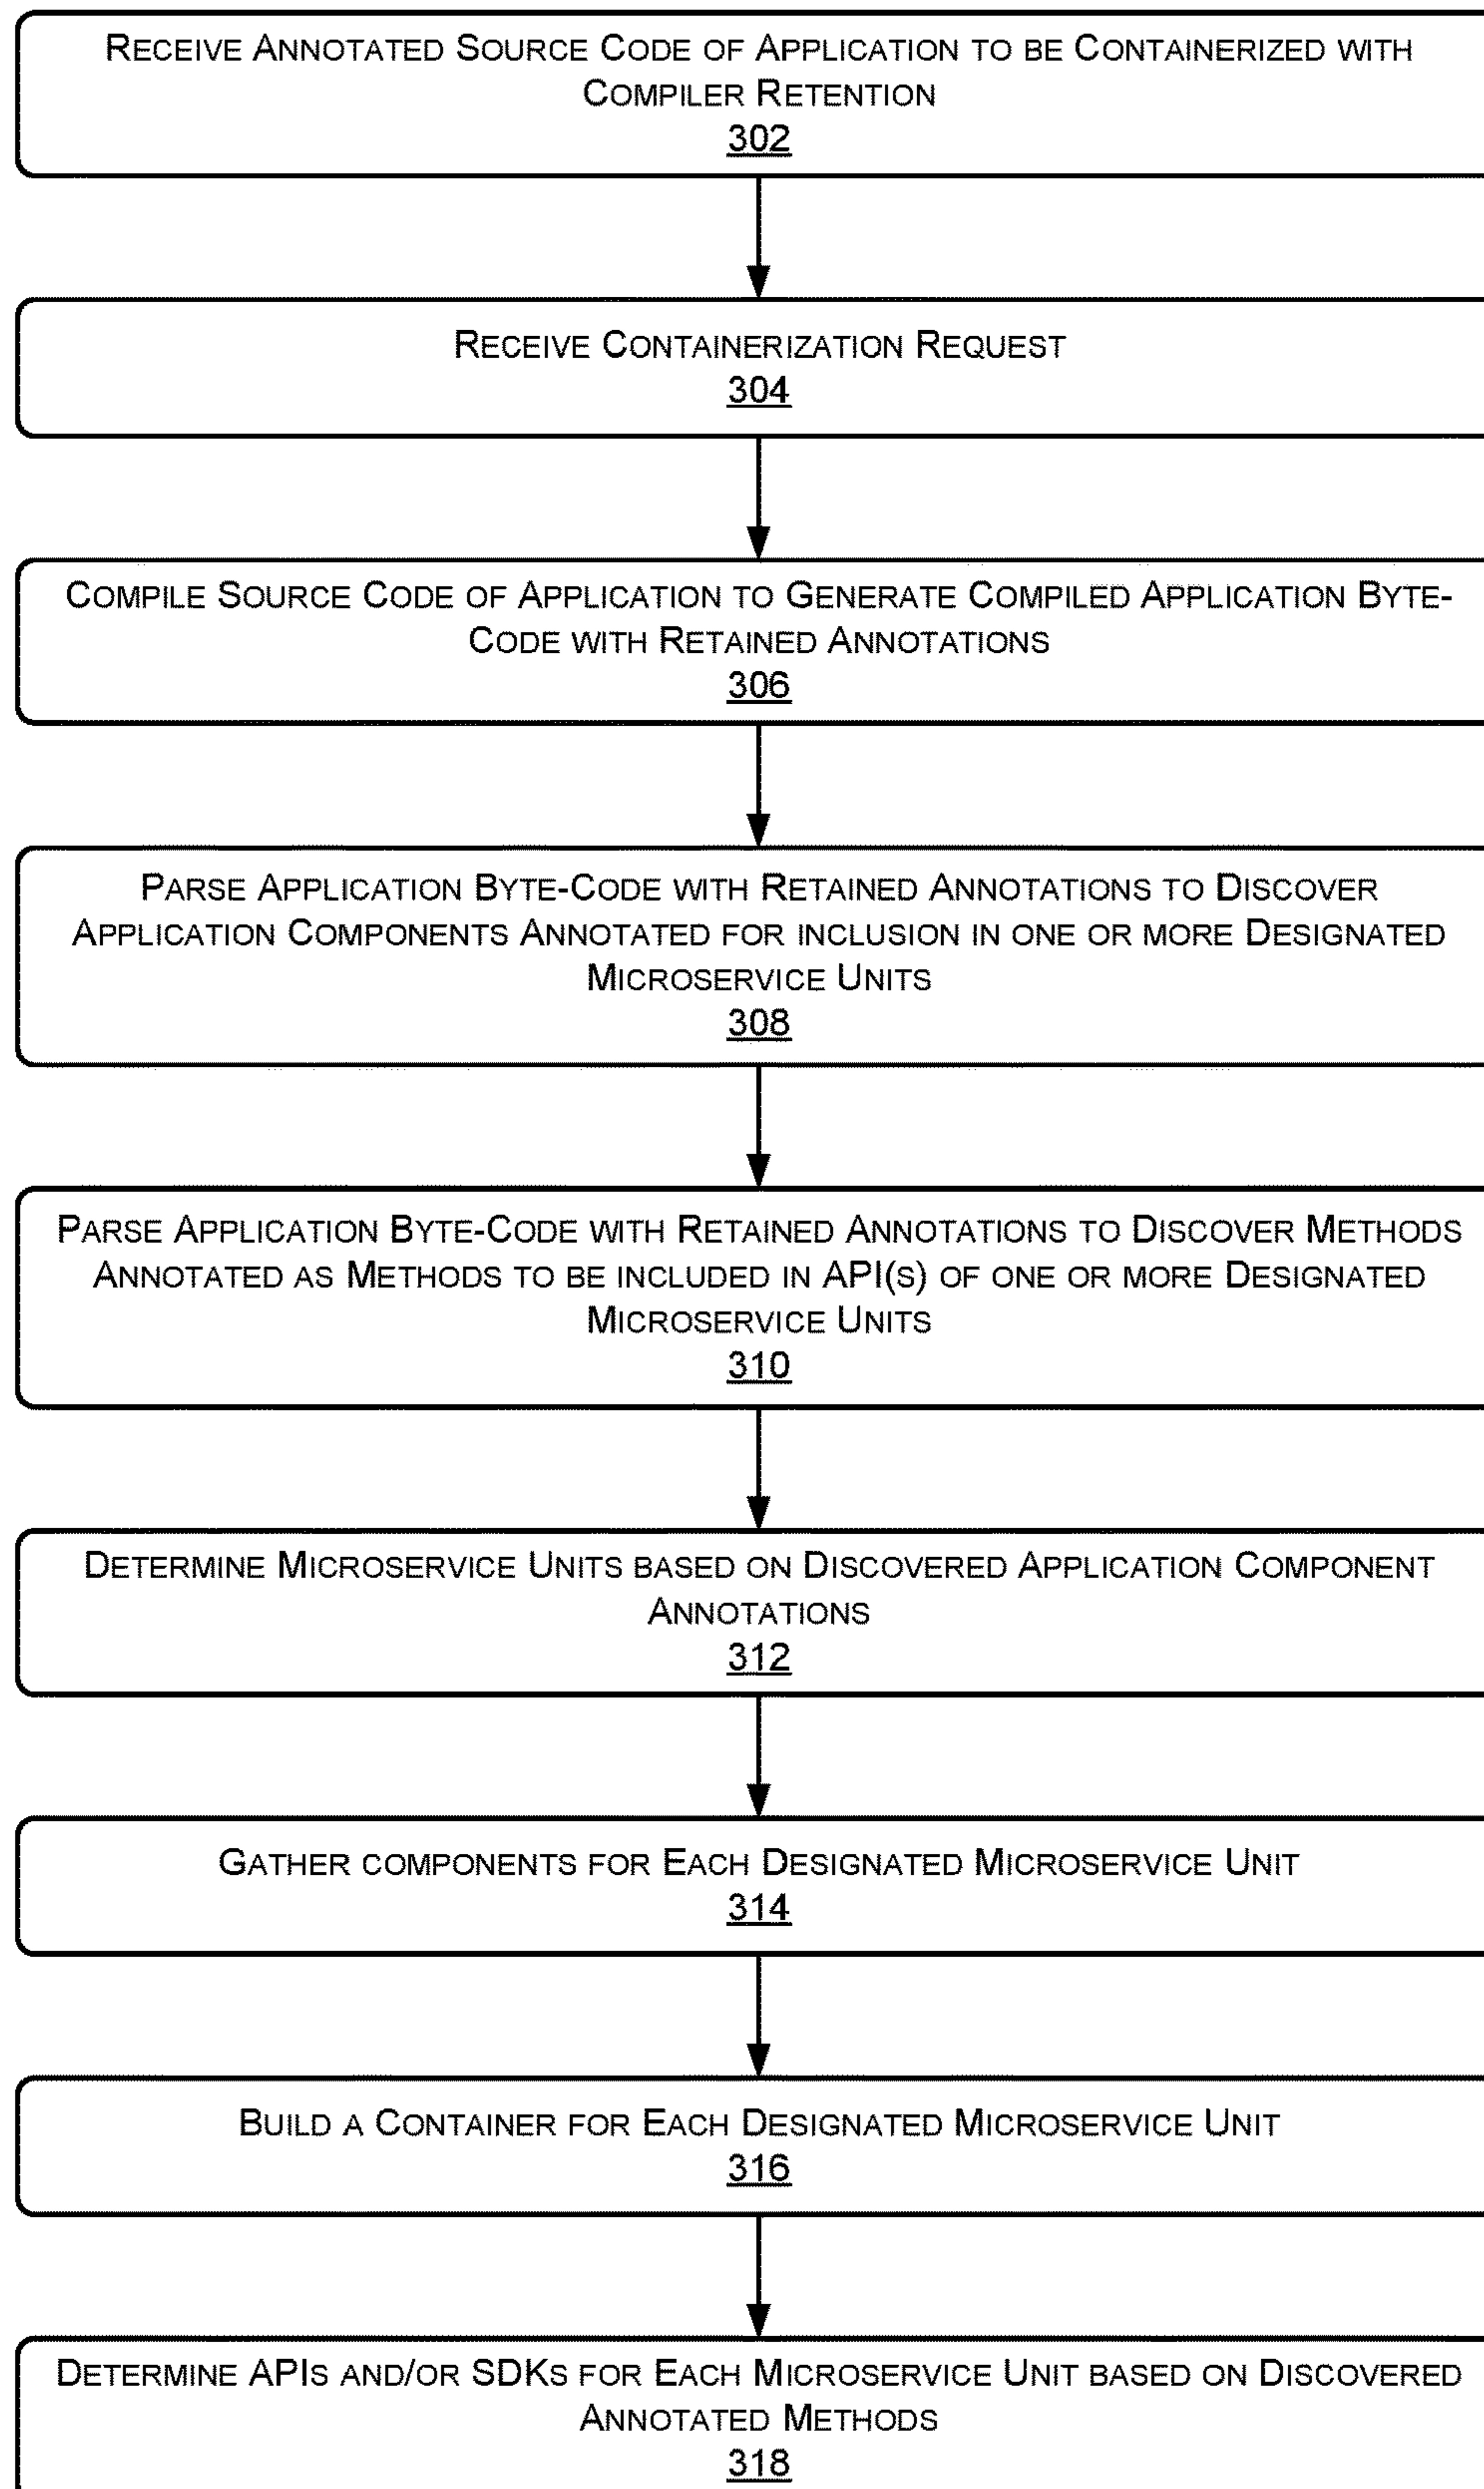 RECEIVE ANNOTATED SOURCE CODE OF APPLICATION TO BE CONTAINERIZED WITH
COMPILER RETENTION
302
RECEIVE CONTAINERIZATION REQUEST
304
COMPILE SOURCE CODE OF APPLICATION TO GENERATE COMPILED APPLICATION BYTE-
CODE WITH RETAINED ANNOTATIONS
306
PARSE APPLICATION BYTE-CODE WITH RETAINED ANNOTATIONS TO DISCOVER
APPLICATION COMPONENTS ANNOTATED FOR INCLUSION IN ONE OR MORE DESIGNATED
MICROSERVICE UNITS
308
PARSE APPLICATION BYTE-CODE WITH RETAINED ANNOTATIONS TO DISCOVER METHODS
ANNOTATED AS METHODS TO BE INCLUDED IN API(S) OF ONE OR MORE DESIGNATED
MICROSERVICE UNITS
310
DETERMINE MICROSERVICE UNITS BASED ON DISCOVERED APPLICATION COMPONENT
ANNOTATIONS
312
GATHER COMPONENTS FOR EACH DESIGNATED MICROSERVICE UNIT
314
BUILD A CONTAINER FOR EACH DESIGNATED MICROSERVICE UNIT
316
DETERMINE APIS AND/OR SDKS FOR EACH MICROSERVICE UNIT BASED ON DISCOVERED
ANNOTATED METHODS
318